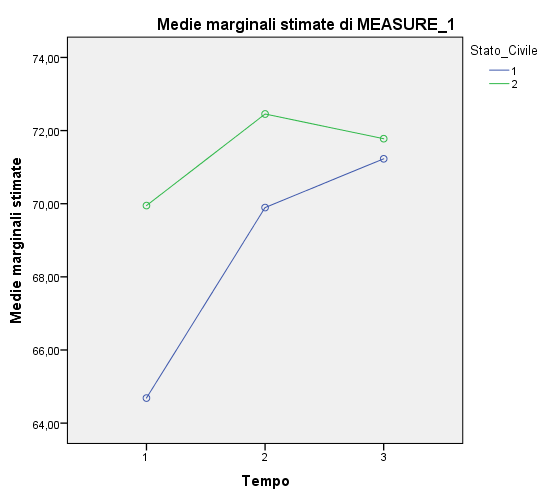 Medie marginali stimate di MEASURE_1
Stato_Civile
1
2
Medie marginali stimate
74,00
72,00
70,00
68,00
66,00
64,00
1
2
3
Tempo